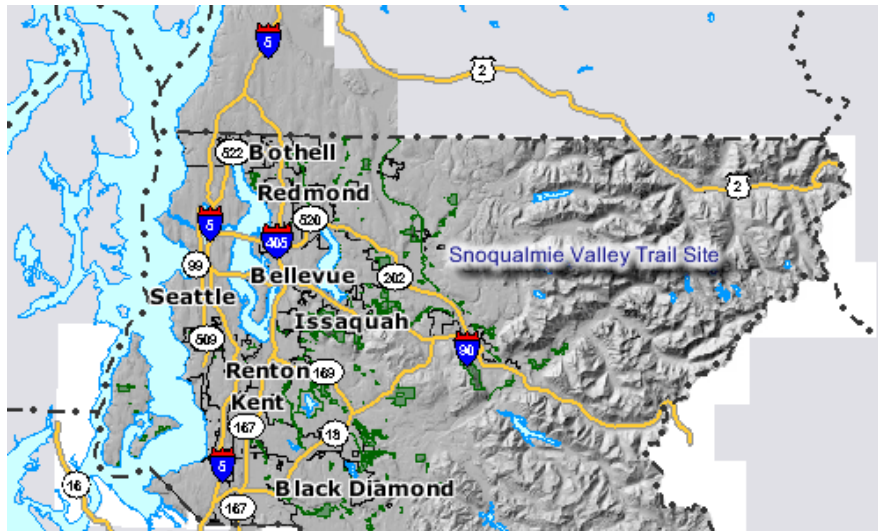 5
2
522
Bothell
2
Redmond
520
5
405
99
Snoqualmie Valley Trail Site
Bellevue
202
Seattle
Issaquah
509
90
Renton
169
Kent
167
18
5
16
Black Diamond
167